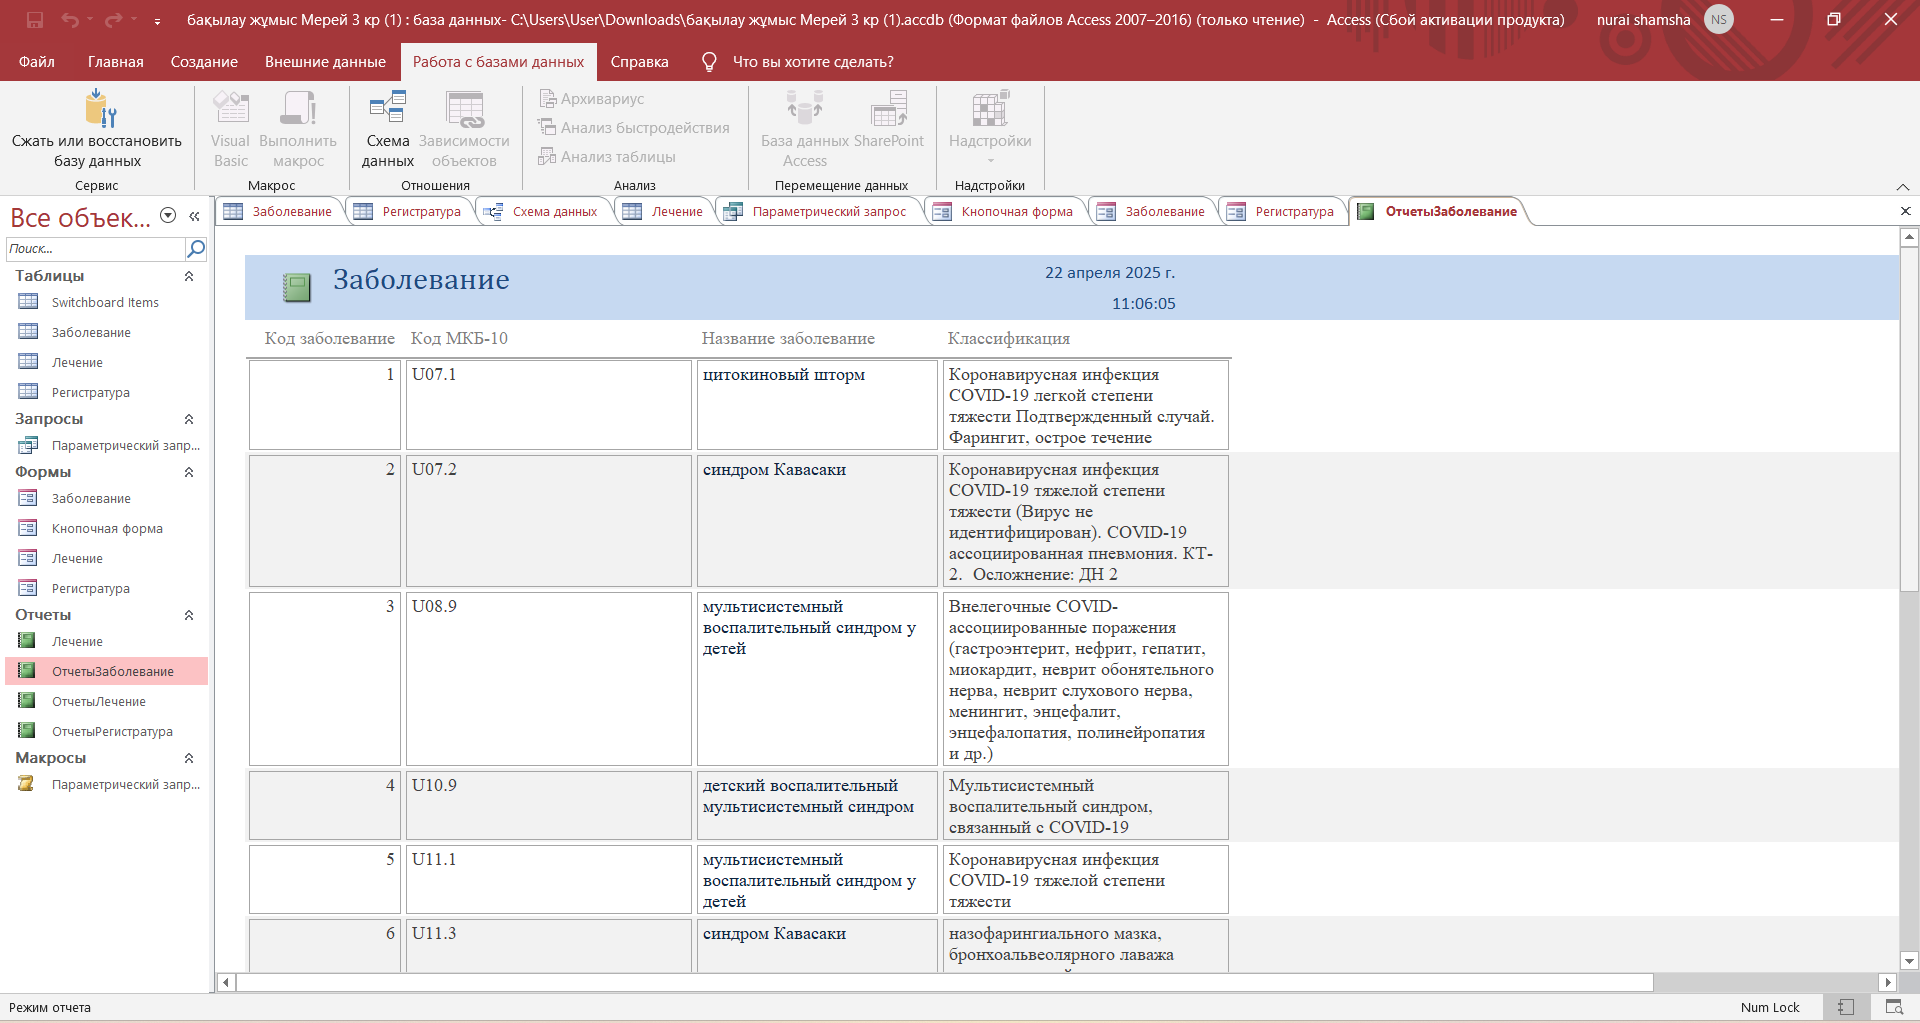 бақылау жұмыс Мерей 3 кр (1) : база данных- C:\Users\User\Downloads\бақылау жұмыс Мерей 3 кр (1).accdb (Формат файлов Access 2007–2016) (только чтение)  -  Access (Сбой активации продукта)
nurai shamsha
NS
Файл
Главная
Создание
Внешние данные
Работа с базами данных
Справка
Что вы хотите сделать?
Сжать или восстановить
базу данных
Сервис
Visual
Basic
Выполнить
макрос
Макрос
Схема
данных
Зависимости
объектов
Отношения
Архивариус
Анализ быстродействия
Анализ таблицы
Анализ
База данных
Access
SharePoint
Перемещение данных
Надстройки
Надстройки
Все объек...
Поиск...
Таблицы
Switchboard Items
Заболевание
Лечение
Регистратура
Запросы
Параметрический запр...
Формы
Заболевание
Кнопочная форма
Лечение
Регистратура
Отчеты
Лечение
ОтчетыЗаболевание
ОтчетыЛечение
ОтчетыРегистратура
Макросы
Параметрический запр...
Заболевание
Регистратура
Схема данных
Лечение
Параметрический запрос
Кнопочная форма
Заболевание
Регистратура
ОтчетыЗаболевание
Заболевание
22 апреля 2025 г.
11:06:05
Код заболевание
Код МКБ-10
Название заболевание
Классификация
1
U07.1
цитокиновый шторм
Коронавирусная инфекция
COVID-19 легкой степени
тяжести Подтвержденный случай.
Фарингит, острое течение
2
U07.2
синдром Кавасаки
Коронавирусная инфекция
COVID-19 тяжелой степени
тяжести (Вирус не
идентифицирован). COVID-19
ассоциированная пневмония. КТ-
2.  Осложнение: ДН 2
3
U08.9
мультисистемный
воспалительный синдром у
детей
Внелегочные COVID-
ассоциированные поражения
(гастроэнтерит, нефрит, гепатит,
миокардит, неврит обонятельного
нерва, неврит слухового нерва,
менингит, энцефалит,
энцефалопатия, полинейропатия
и др.)
4
U10.9
детский воспалительный
мультисистемный синдром
Мультисистемный
воспалительный синдром,
связанный с COVID-19
5
U11.1
мультисистемный
воспалительный синдром у
детей
Коронавирусная инфекция
COVID-19 тяжелой степени
тяжести
6
U11.3
синдром Кавасаки
назофарингиального мазка,
бронхоальвеолярного лаважа
Режим отчета
Num Lock